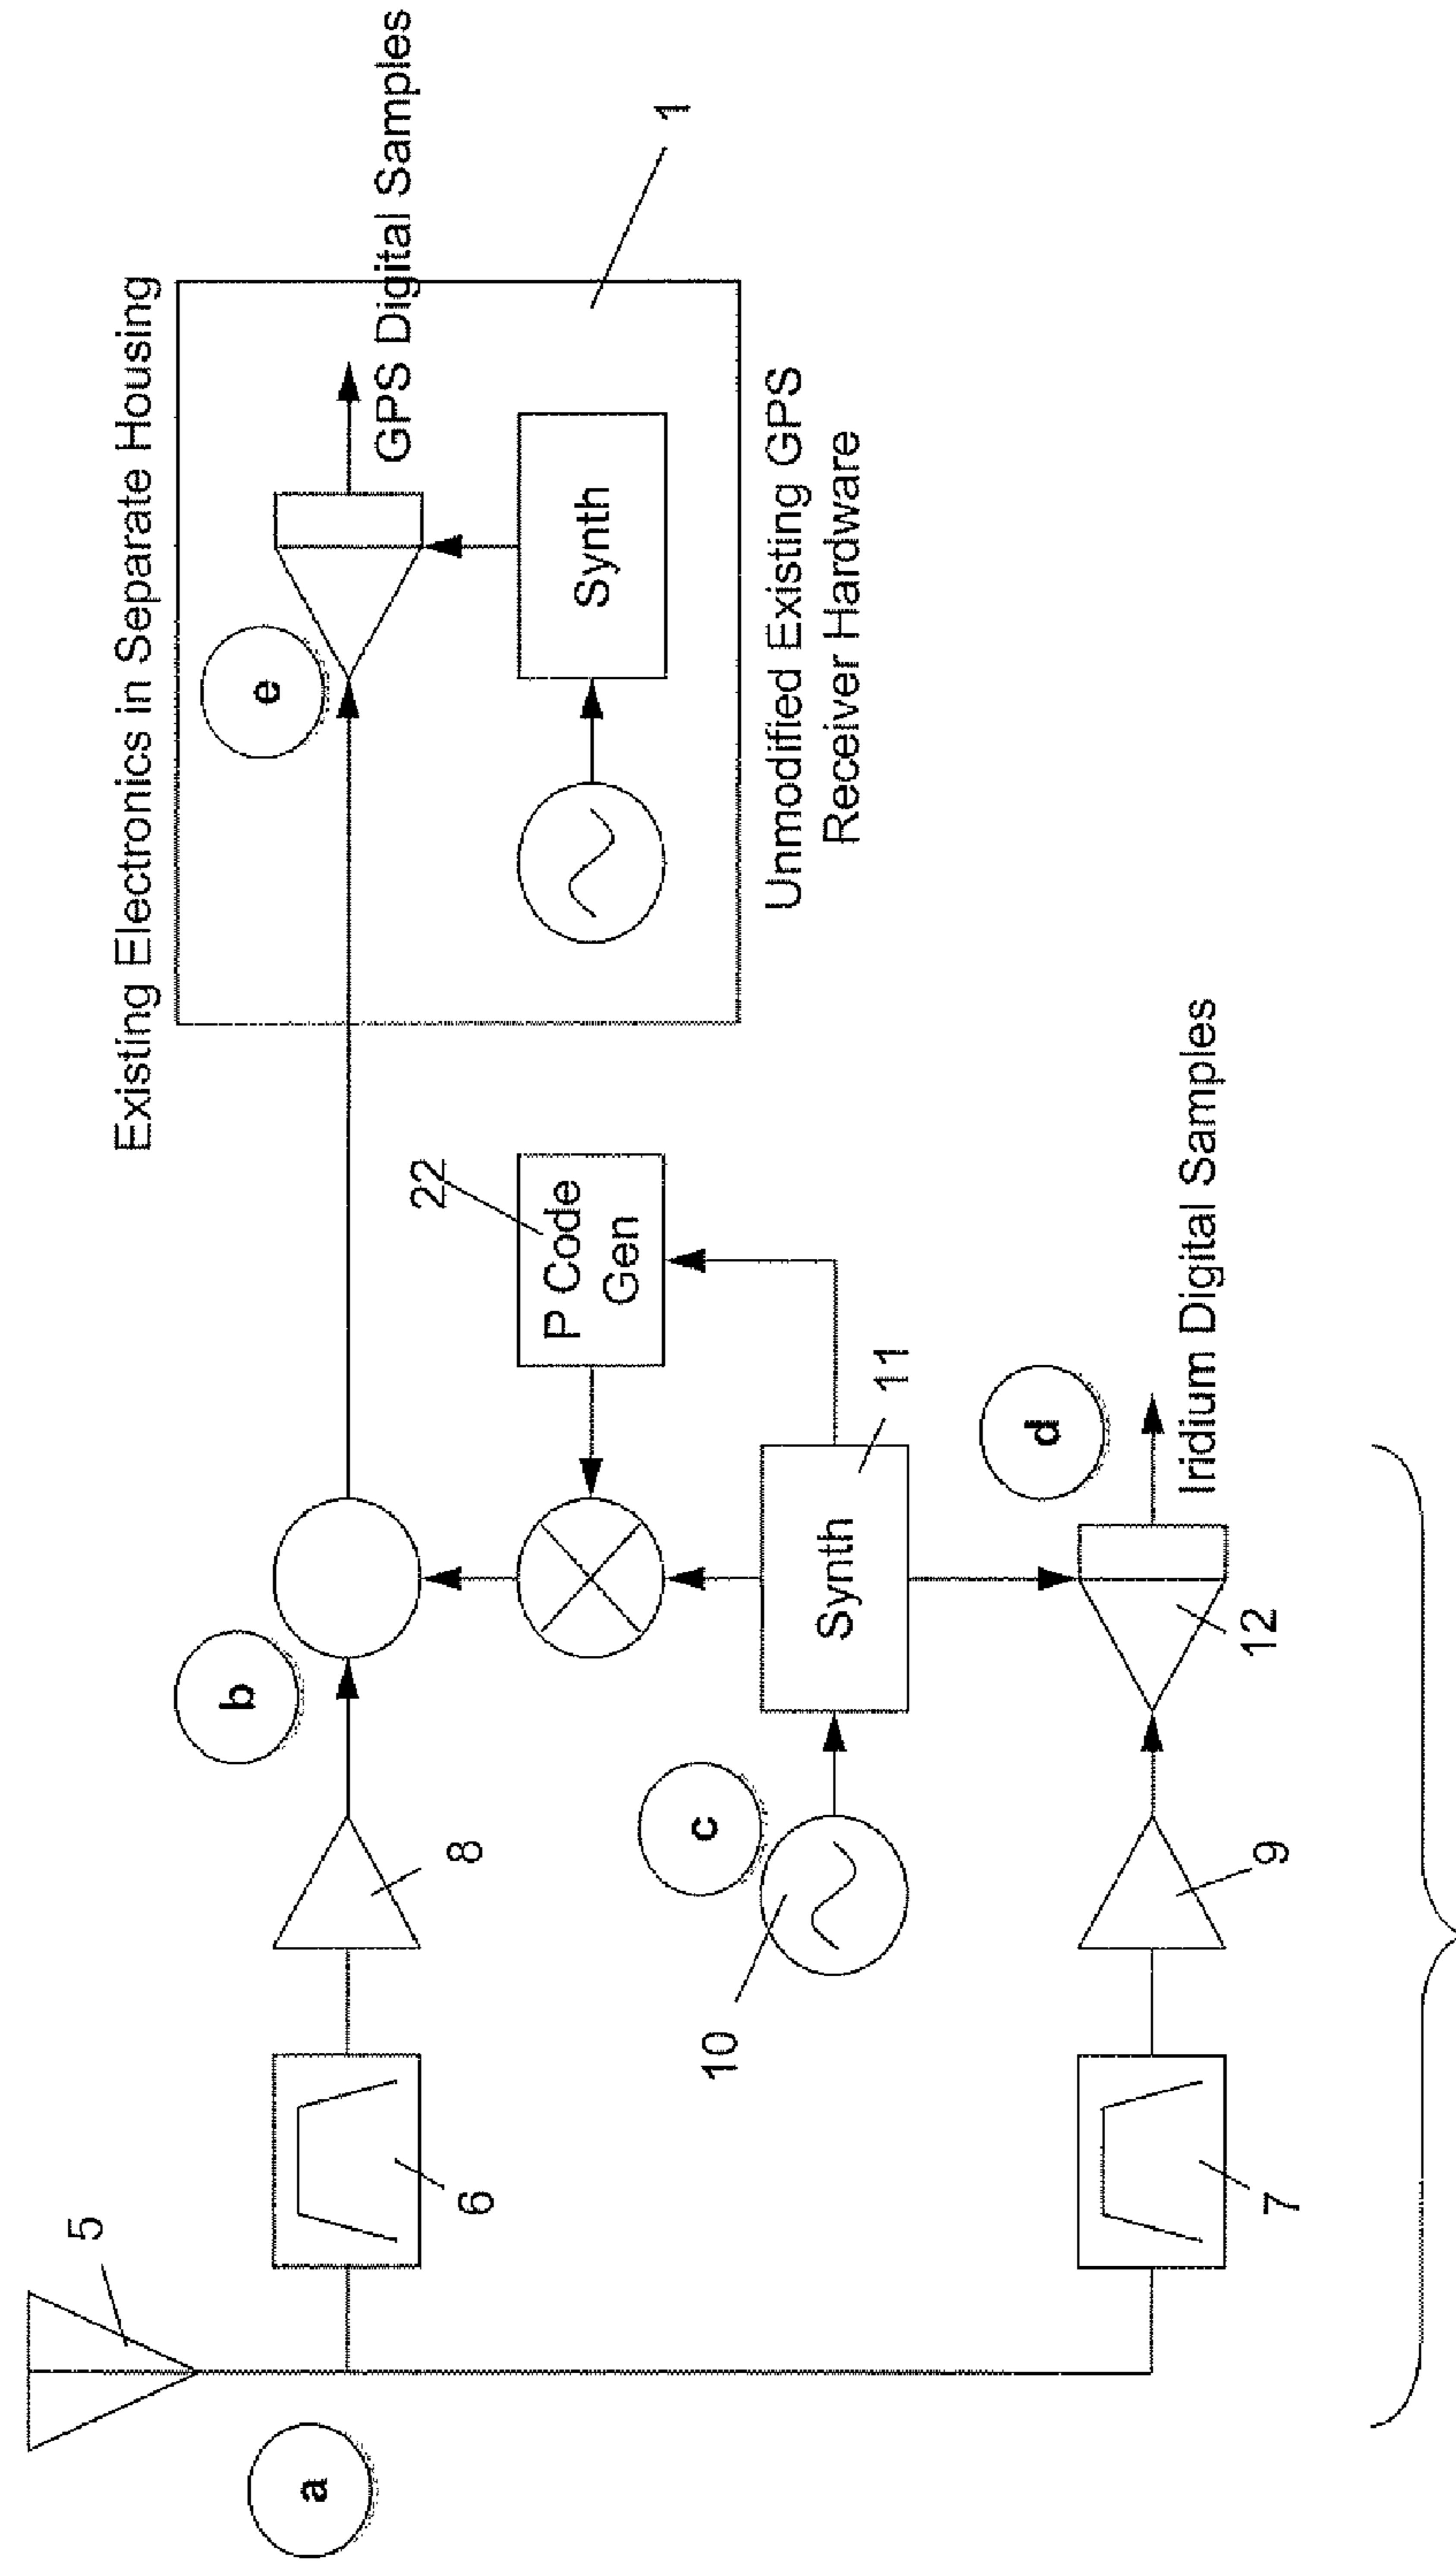 5
a
6
8
b
Existing Electronics in Separate Housing
e
GPS Digital Samples
Synth
1
Unmodified Existing GPS
Receiver Hardware
22
P Code
Gen
c
10
Synth
11
d
7
9
12
Iridium Digital Samples